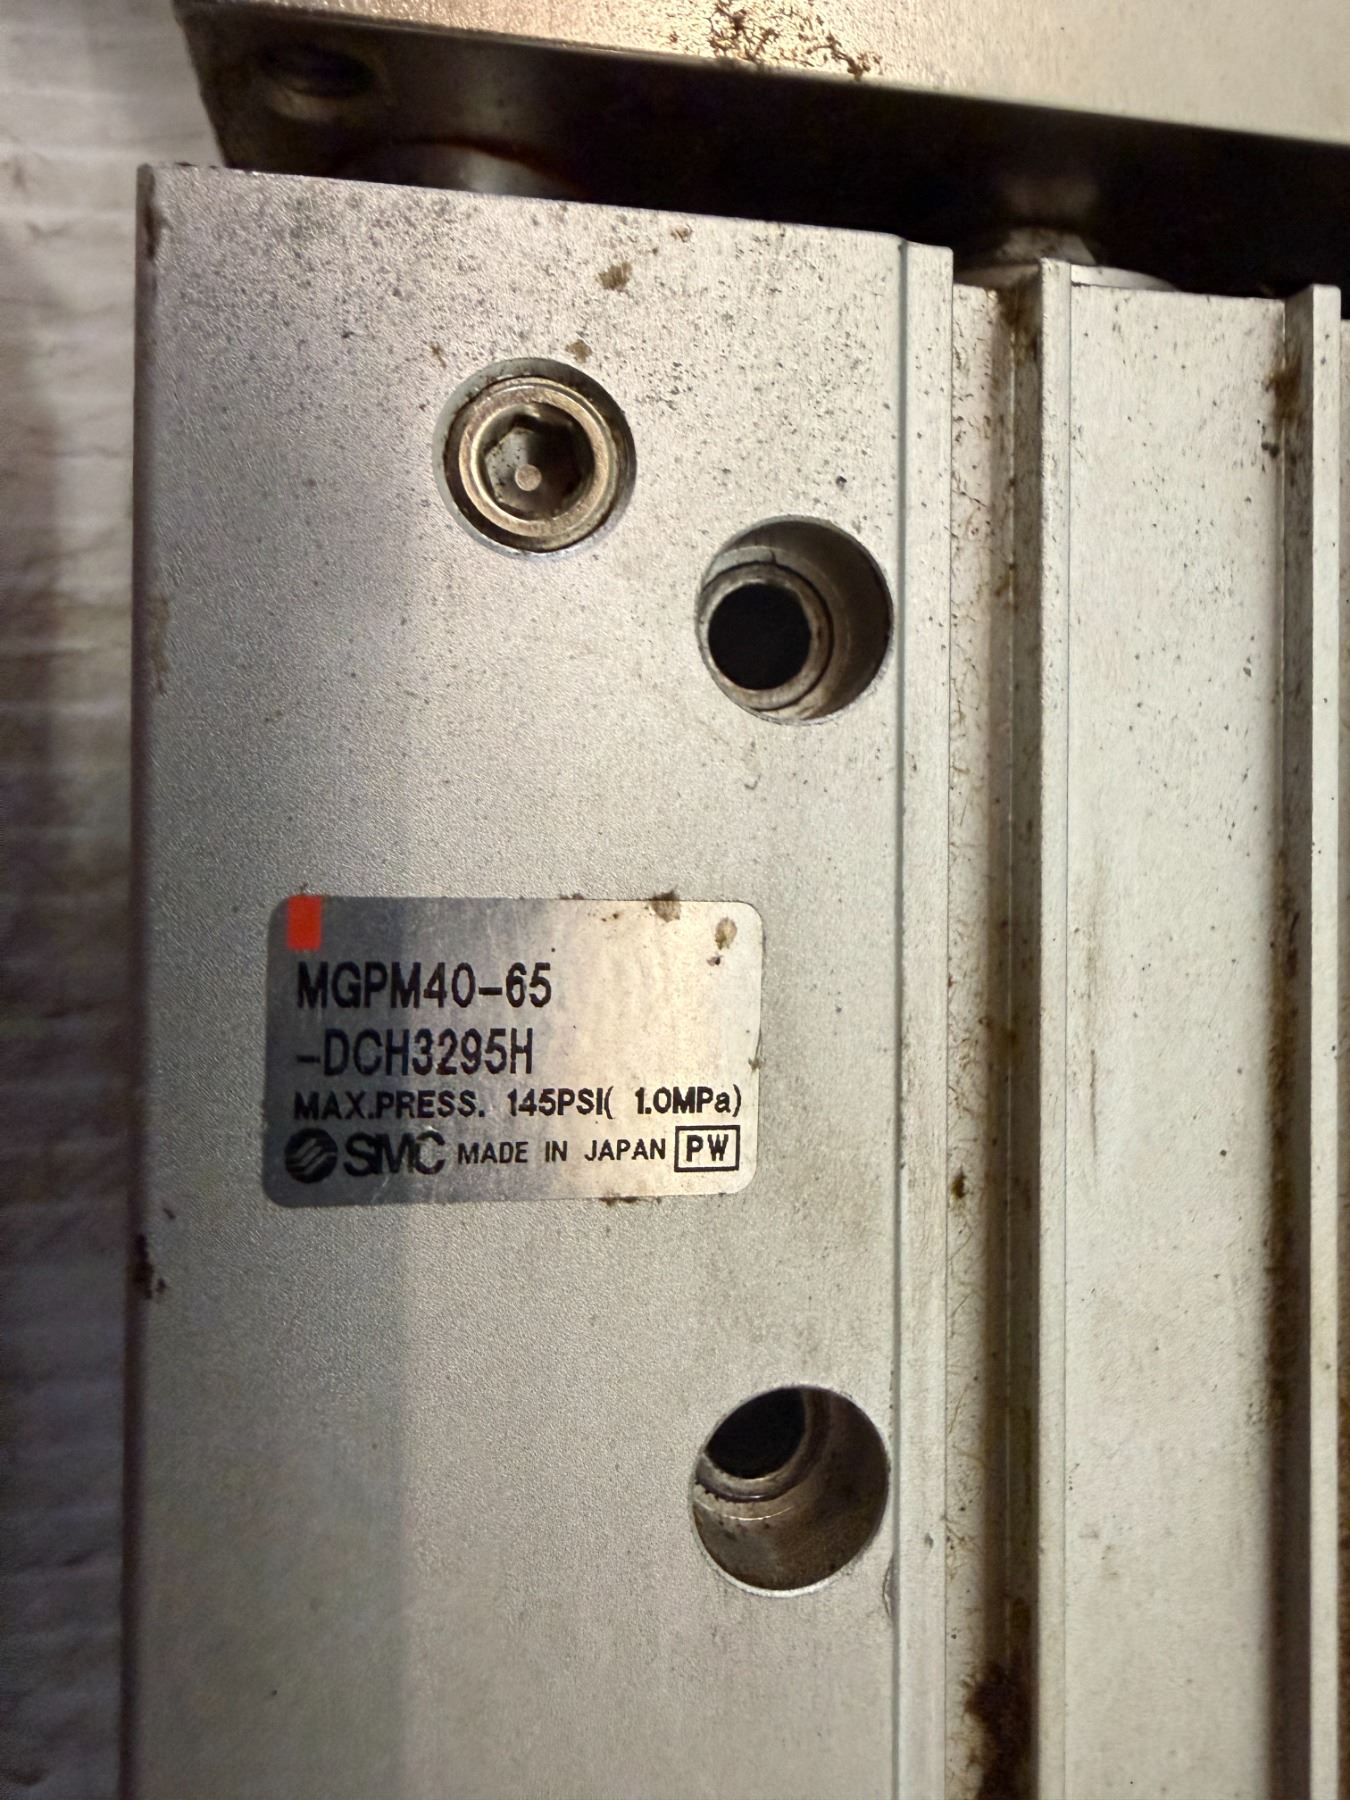 MGPM40-65
-DCH3295H
MAX.PRESS. 145PSI( 1.0MPa)
SMC MADE IN JAPAN PW